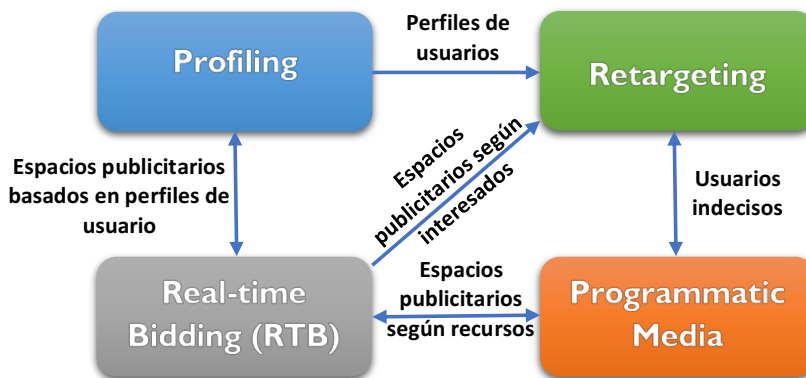 Profiling
Perfiles de
usuarios
Retargeting
Espacios publicitarios
basados en perfiles de
usuario
Espacios
publicitarios según
interesados
Usuarios
indecisos
Real-time
Bidding (RTB)
Espacios
publicitarios
según recursos
Programmatic
Media